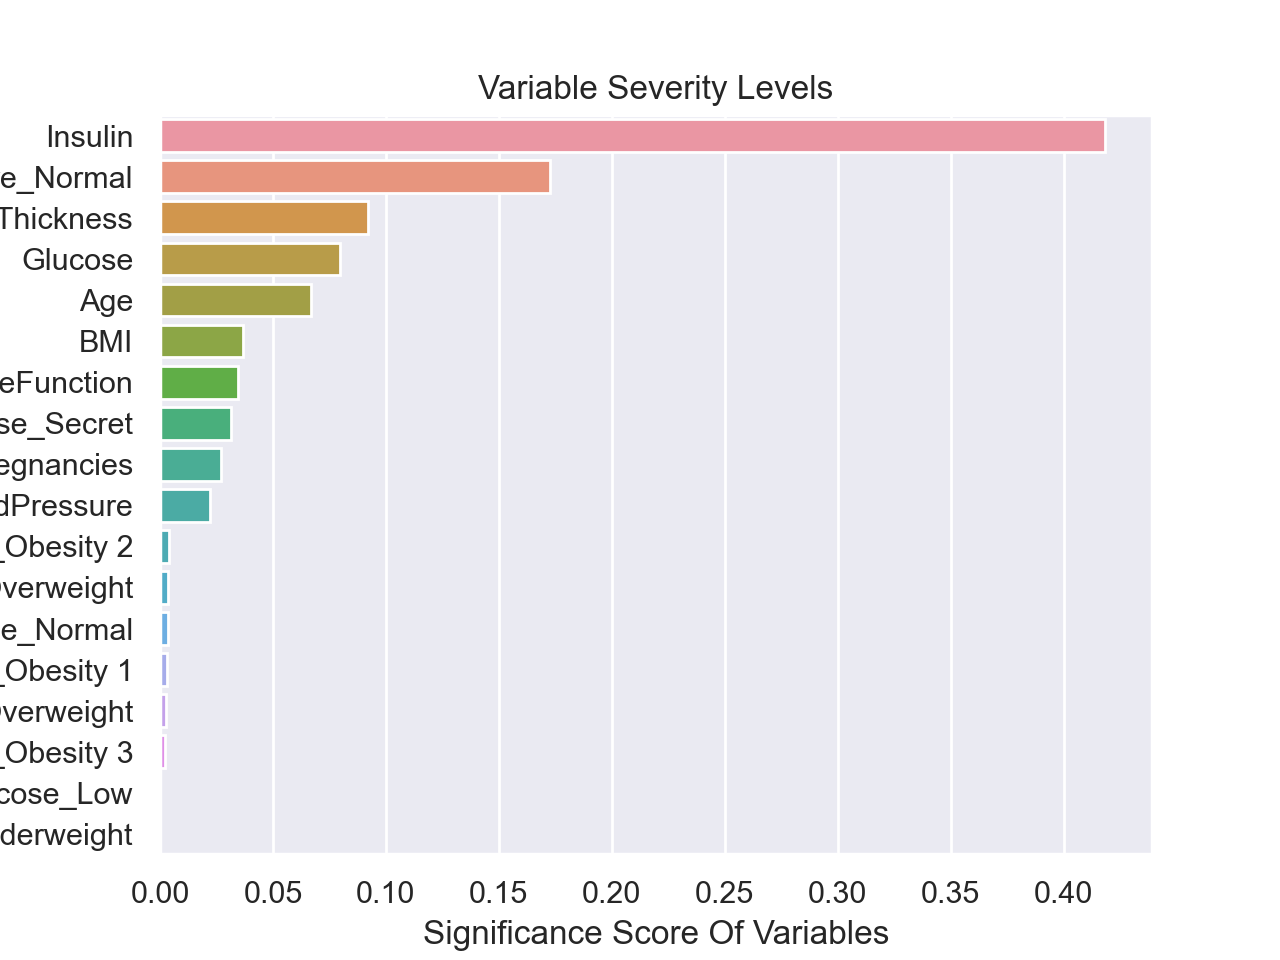 Variable Severity Levels
Insulin
e_Normal
Thickness
Glucose
Age
BMI
eFunction
se_Secret
egnancies
dPressure
_Obesity 2
Overweight
e_Normal
_Obesity 1
Overweight
_Obesity 3
cose_Low
derweight
0.00 0.05 0.10 0.15 0.20 0.25 0.30 0.35 0.40
Significance Score Of Variables